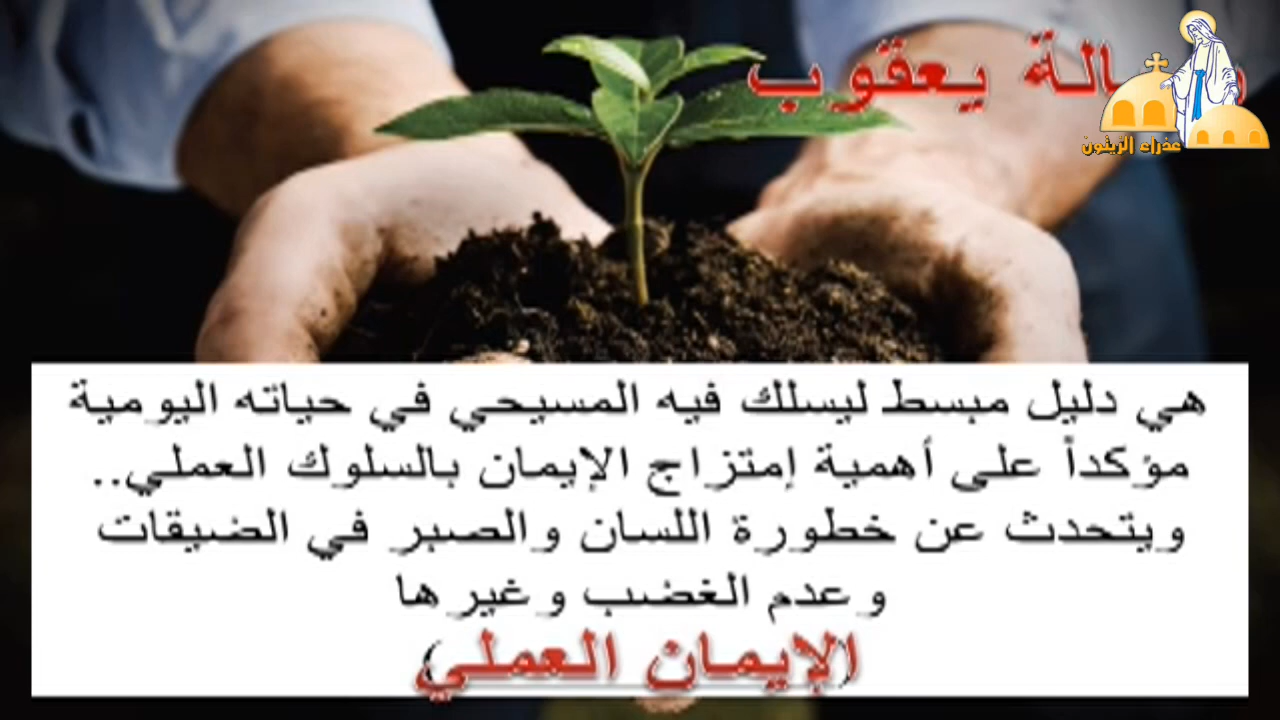 يعقوب
عذراء الزيتون
هي دليل مبسط ليسلك فيه المسيحي في حياته اليومية
مؤكداً على أهمية إمتزاج الإيمان بالسلوك العملي..
ويتحدث عن خطورة اللسان والصبر في الضيقات
وعدم الغضب وغيرها
(الإيمان العملي)